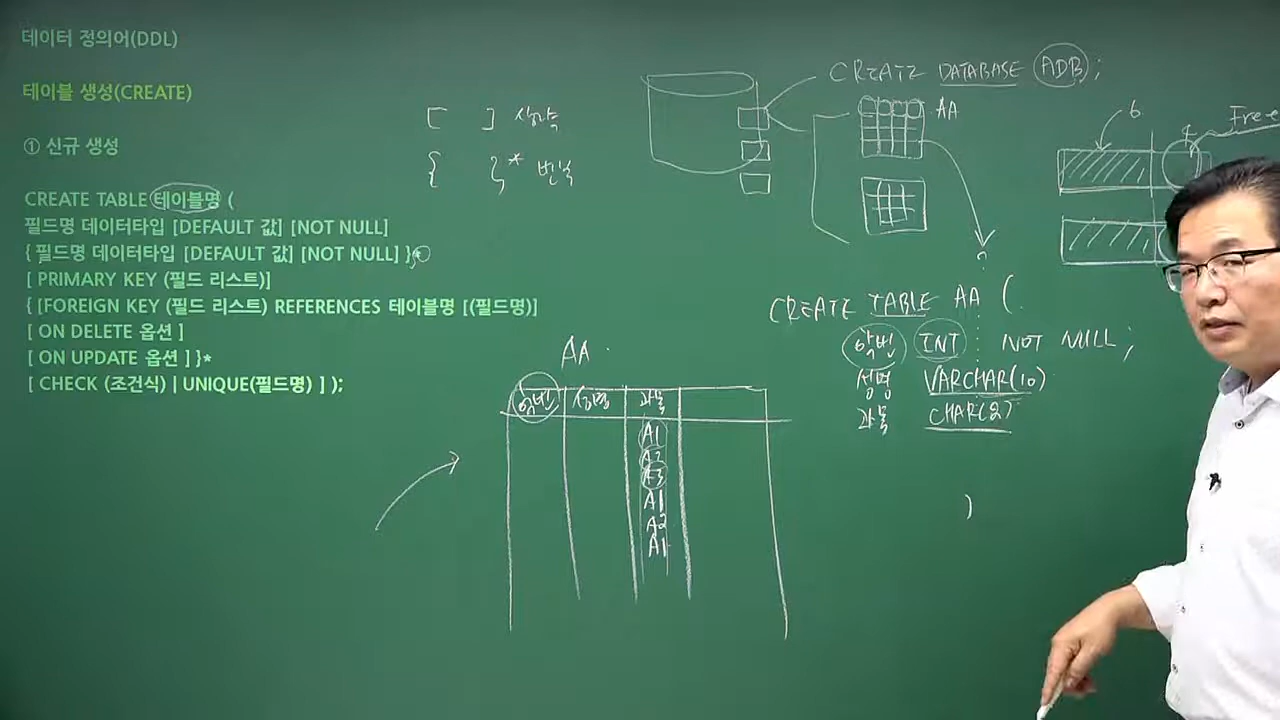 데이터 정의어(DDL)
테이블 생성(CREATE)
① 신규 생성
CREATE TABLE 테이블명 (
필드명 데이터타입 [DEFAULT 값] [NOT NULL]
{ 필드명 데이터타입 [DEFAULT 값] [NOT NULL] },*
[ PRIMARY KEY (필드 리스트)]
{ [FOREIGN KEY (필드 리스트) REFERENCES 테이블명 [(필드명)]
[ ON DELETE 옵션 ]
[ ON UPDATE 옵션 ] }*
[ CHECK (조건식) | UNIQUE(필드명) ] );
[ ] 생략
{ }* 반복
CREATE DATABASE ADB;
AA
6
Free
CREATE TABLE AA (
학번 INT NOT NULL;
성명 VARCHAR(10)
과목 CHAR(2)
)
AA
학번 성명 과목
A1
A2
A3
A1
A2
A1